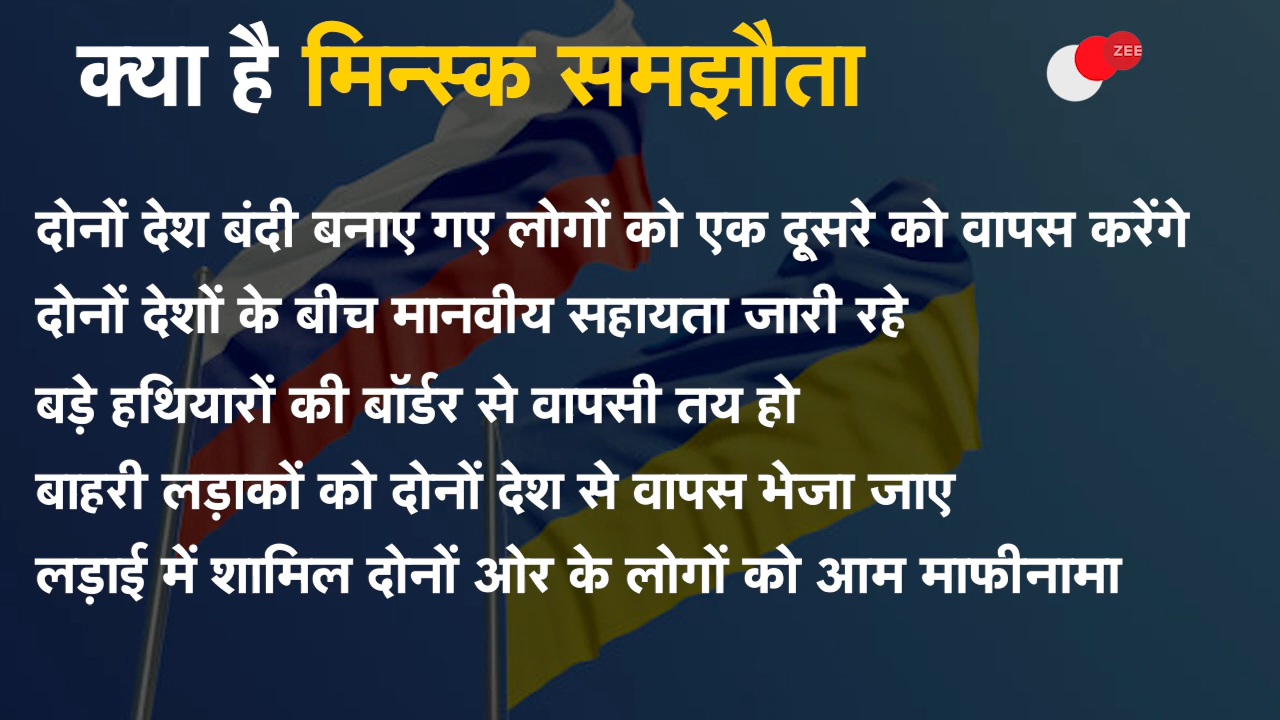 क्या है मिन्स्क समझौता
ZEE
दोनों देश बंदी बनाए गए लोगों को एक दूसरे को वापस करेंगे
दोनों देशों के बीच मानवीय सहायता जारी रहे
बड़े हथियारों की बॉर्डर से वापसी तय हो
बाहरी लड़ाकों को दोनों देश से वापस भेजा जाए
लड़ाई में शामिल दोनों ओर के लोगों को आम माफीनामा